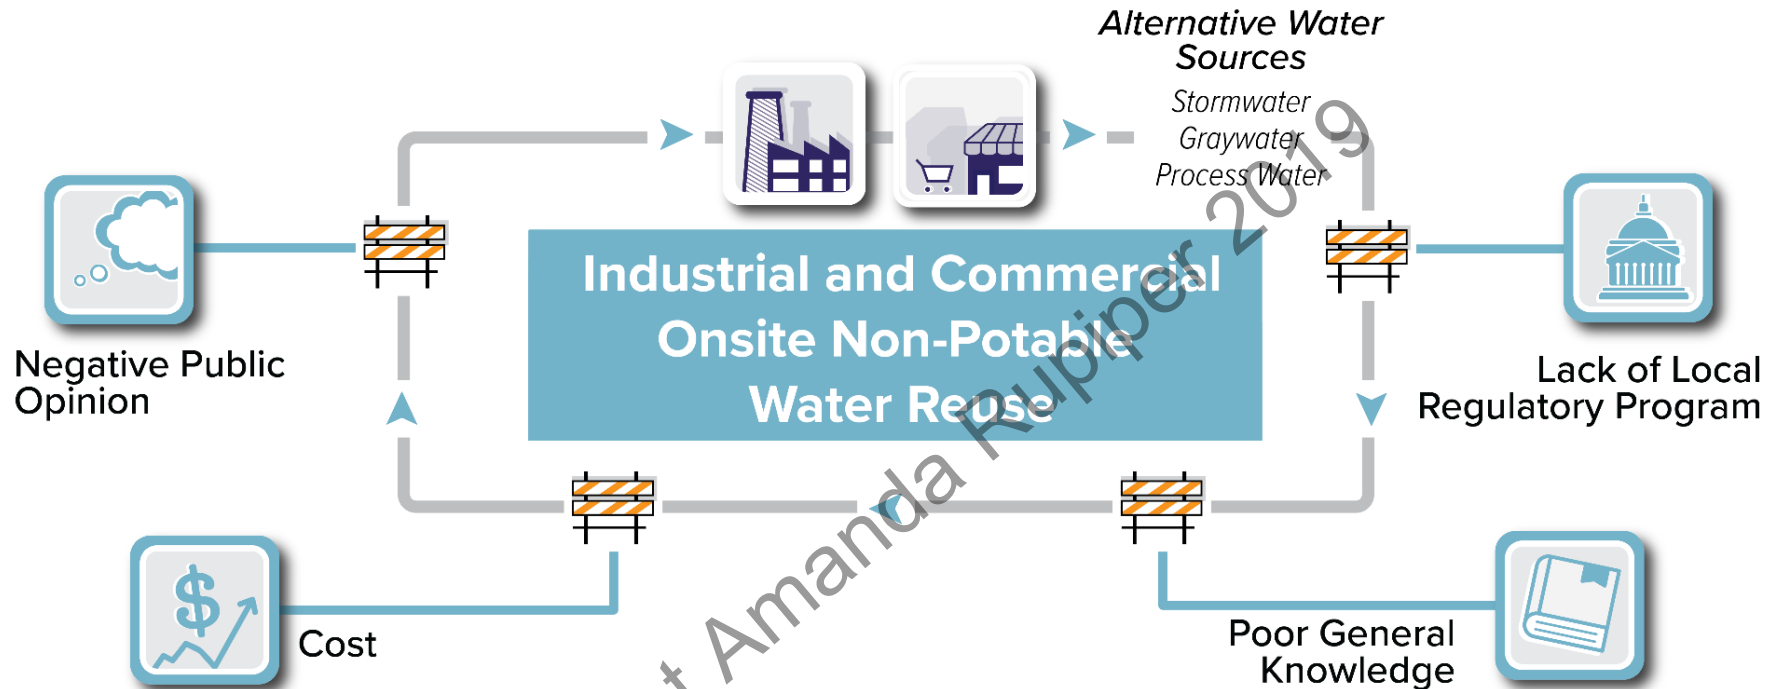 Alternative Water
Sources
Stormwater
Graywater
Process Water
Industrial and Commercial
Onsite Non-Potable
Water Reuse
Negative Public
Opinion
Lack of Local
Regulatory Program
$
Cost
Poor General
Knowledge
Amanda Rupiper 2019